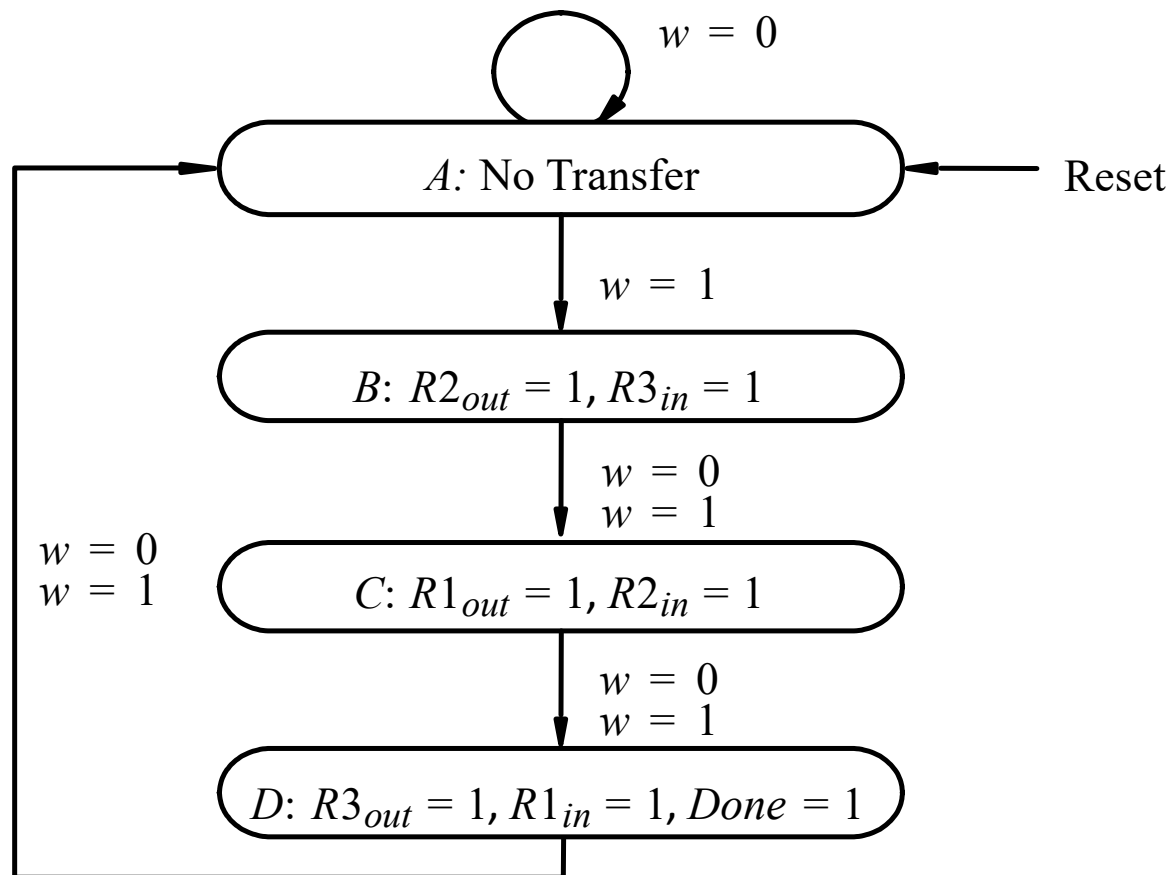 w = 0
A: No Transfer
Reset
w = 1
B: R2out = 1, R3in = 1
w = 0
w = 1
w = 0
w = 1
C: R1out = 1, R2in = 1
w = 0
w = 1
D: R3out = 1, R1in = 1, Done = 1